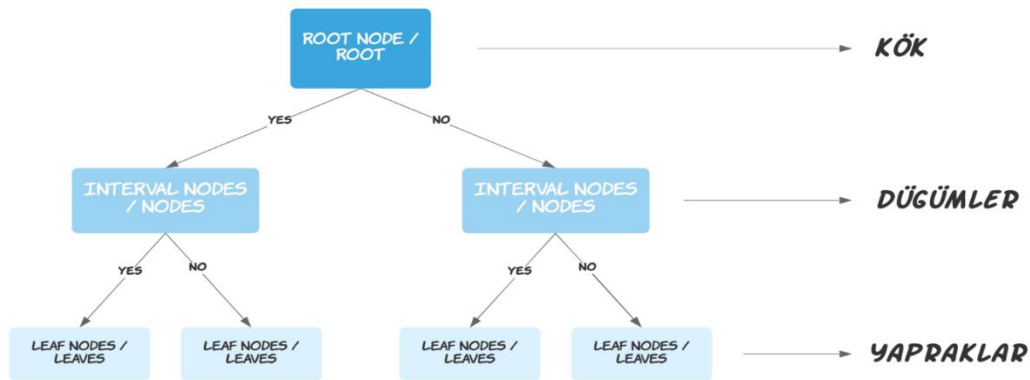 ROOT NODE /
ROOT
KÖK
YES
NO
INTERVAL NODES
/ NODES
INTERVAL NODES
/ NODES
DÜGÜMLER
YES
NO
YES
NO
LEAF NODES /
LEAVES
LEAF NODES /
LEAVES
LEAF NODES /
LEAVES
LEAF NODES /
LEAVES
YAPRAKLAR